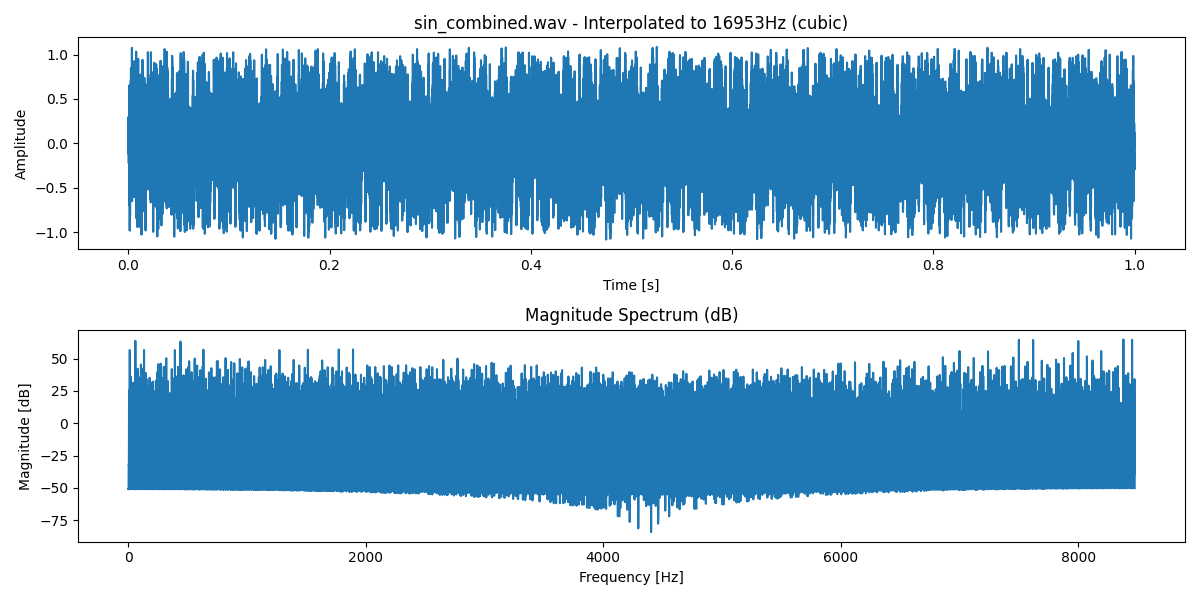 sin_combined.wav - Interpolated to 16953Hz (cubic)
1.0
0.5
0.0
−0.5
−1.0
Amplitude
0.0 0.2 0.4 0.6 0.8 1.0
Time [s]
Magnitude Spectrum (dB)
50
25
0
−25
−50
−75
Magnitude [dB]
0 2000 4000 6000 8000
Frequency [Hz]